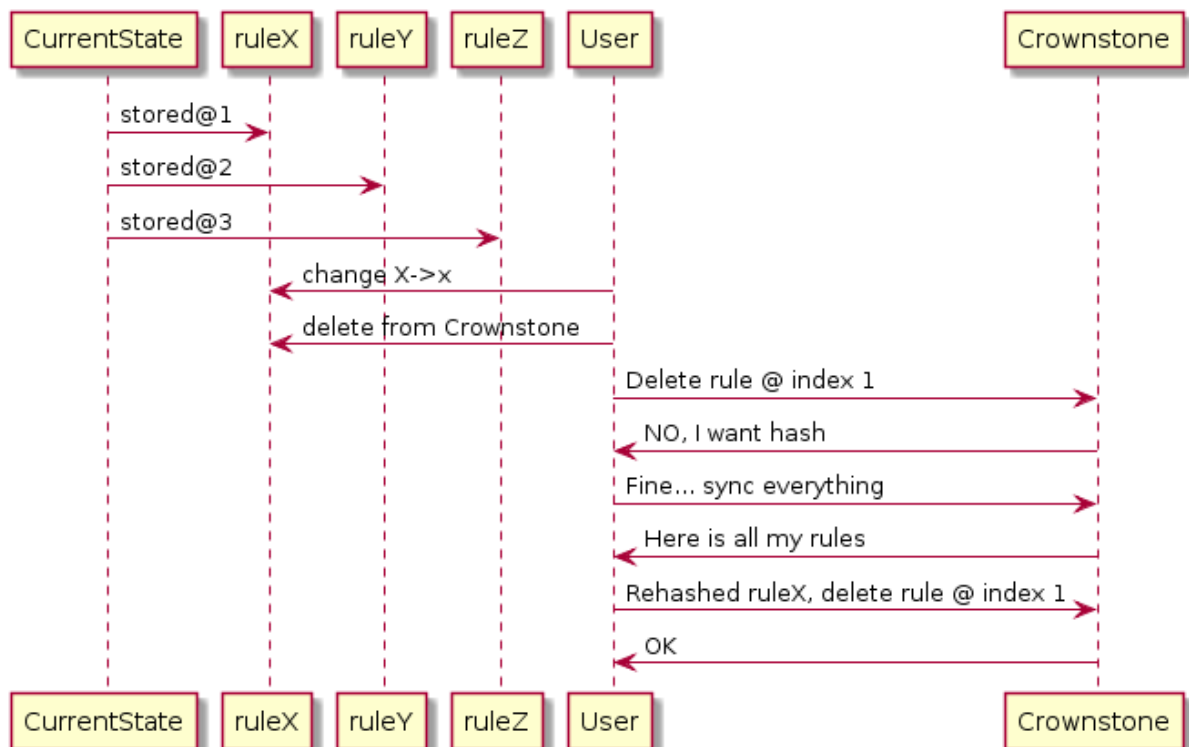 CurrentState ruleX ruleY ruleZ User Crownstone
stored@1
stored@2
stored@3
change X->x
delete from Crownstone
Delete rule @ index 1
NO, I want hash
Fine... sync everything
Here is all my rules
Rehashed ruleX, delete rule @ index 1
OK
CurrentState ruleX ruleY ruleZ User Crownstone